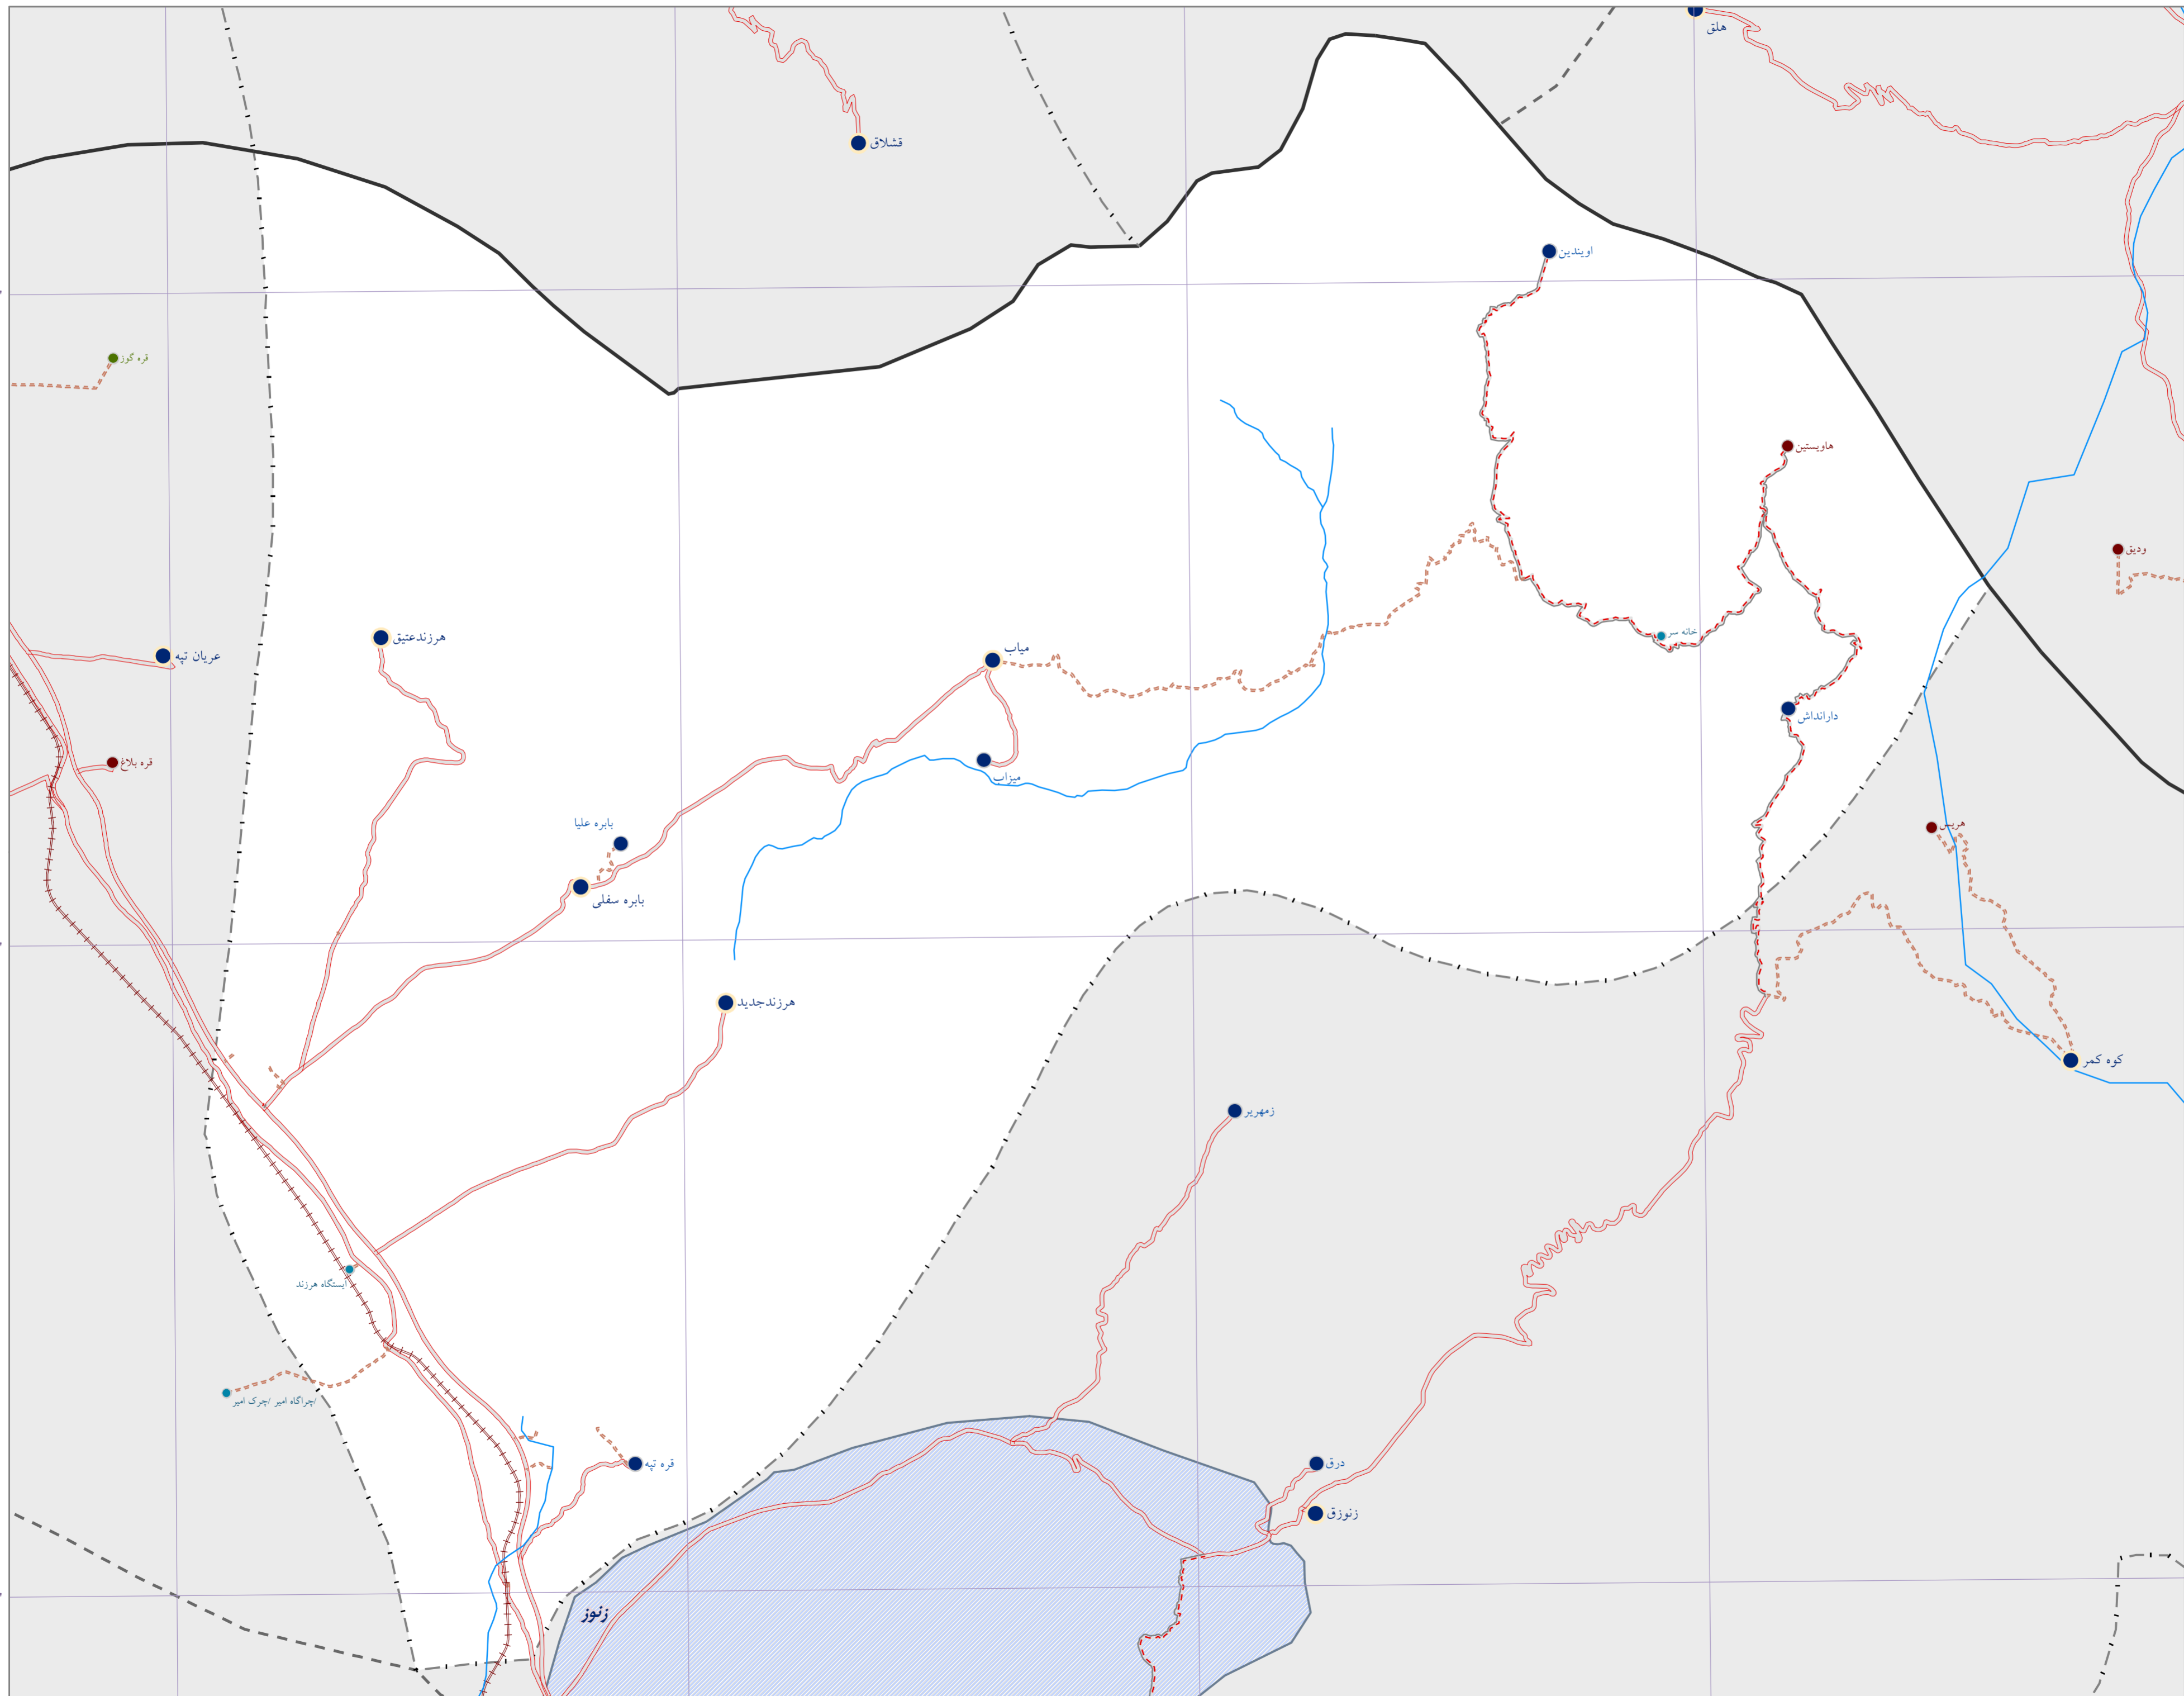 هلق
قشلاق
اویندین
قره گوز
هاویستین
ودیق
خانه سر
هرزندعتیق
میاب
عریان تپه
دارانداش
قره بلاغ
میزاب
بابره علیا
هریس
بابره سفلی
هرزندجدید
کوه کمر
زمهریر
ایستگاه هرزند
چراگاه امیر /چرک امیر/
قره تپه
درق
زنوزق
زنوز